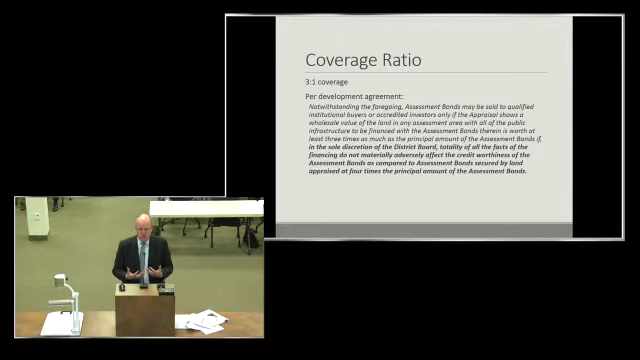 Coverage Ratio
3:1 coverage
Per development agreement:
Notwithstanding the foregoing, Assessment Bonds may be sold to qualified
institutional buyers or accredited investors only if the Appraisal shows a
wholesale value of the land in any assessment area with all of the public
infrastructure to be financed with the Assessment Bonds therein is worth at
least three times as much as the principal amount of the Assessment Bonds if,
in the sole discretion of the District Board, totality of all the facts of the
financing do not materially adversely affect the credit worthiness of the
Assessment Bonds as compared to Assessment Bonds secured by land
appraised at four times the principal amount of the Assessment Bonds.